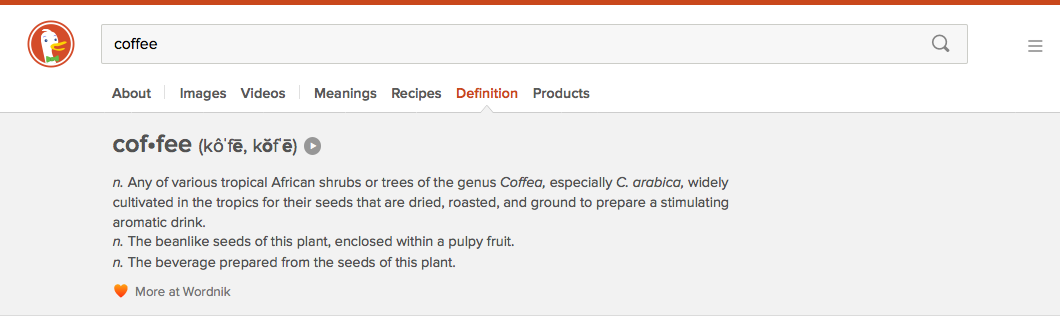 coffee
About Images Videos Meanings Recipes Definition Products
cof•fee (kô′fē, kŏf′ē)
n. Any of various tropical African shrubs or trees of the genus Coffea, especially C. arabica, widely
cultivated in the tropics for their seeds that are dried, roasted, and ground to prepare a stimulating
aromatic drink.
n. The beanlike seeds of this plant, enclosed within a pulpy fruit.
n. The beverage prepared from the seeds of this plant.
More at Wordnik